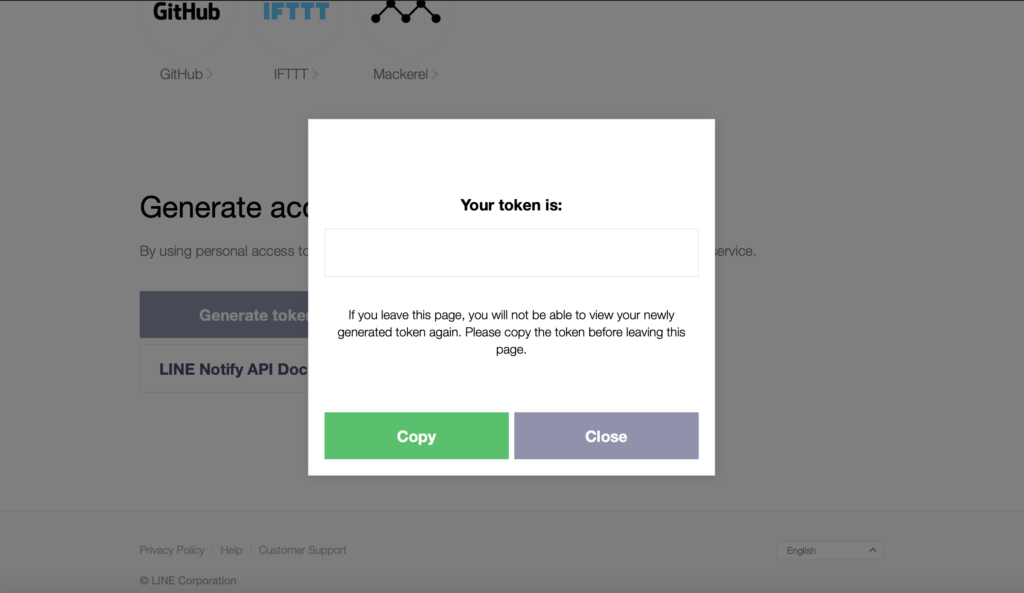 GitHub
IFTTT
GitHub
IFTTT
Mackerel
Generate acc
By using personal access to
service.
Generate token
LINE Notify API Doc
Your token is:
If you leave this page, you will not be able to view your newly
generated token again. Please copy the token before leaving this
page.
Copy
Close
Privacy Policy
Help
Customer Support
English
© LINE Corporation